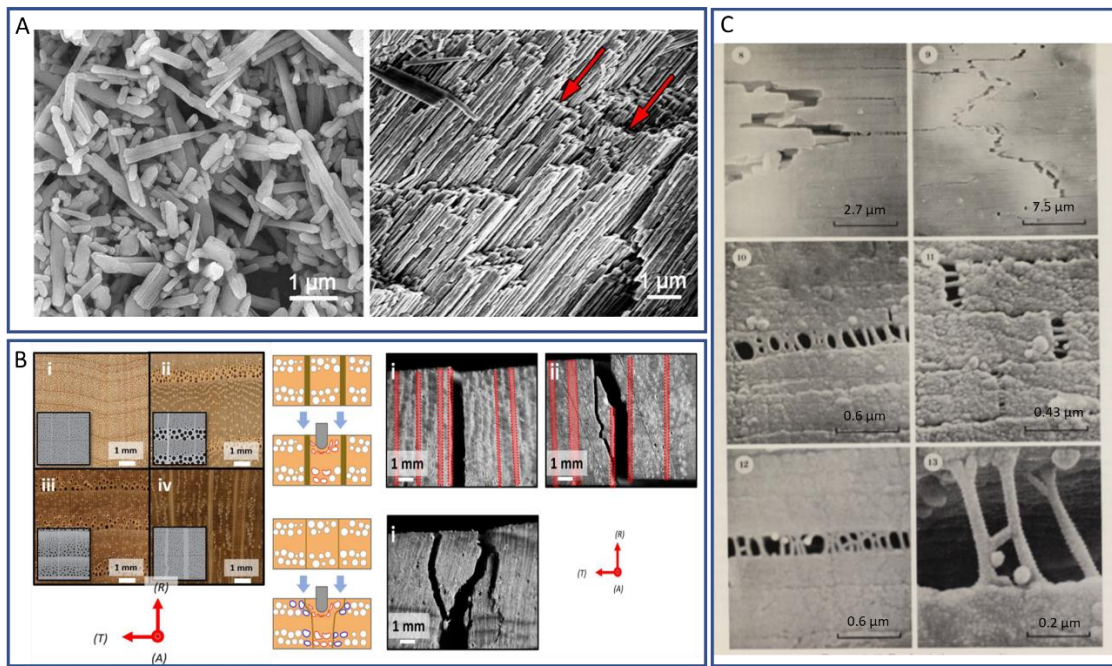 A
1 µm
1 µm
B
i
1 mm
ii
1 mm
iii
1 mm
iv
1 mm
(R)
(T)
(A)
i
1 mm
ii
1 mm
i
1 mm
(R)
(T)
(A)
C
8
2.7 µm
9
7.5 µm
10
0.6 µm
11
0.43 µm
12
0.6 µm
13
0.2 µm